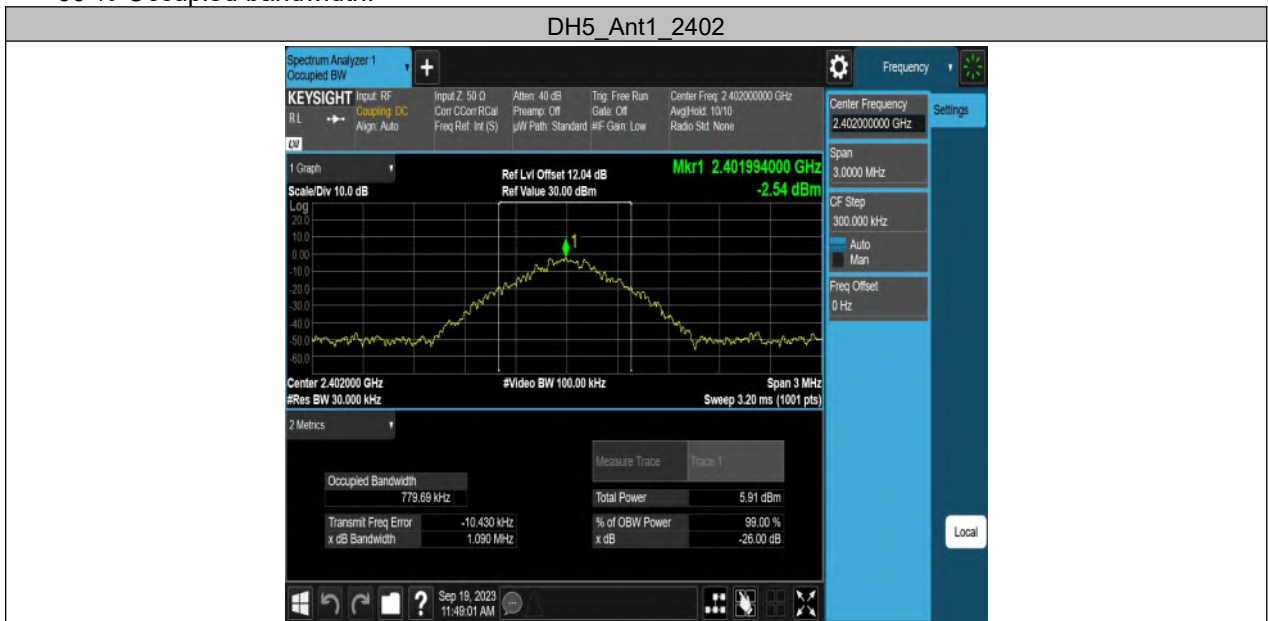 99 % Occupied bandwidth:
DH5_Ant1_2402
Spectrum Analyzer 1
Occupied BW
+
Frequency
KEYSIGHT
RL
Input: RF
Coupling: DC
Align: Auto
Input Z: 50 Ω
Corr CCorr RCal
Freq Ref: Int (S)
Atten: 40 dB
Preamp: Off
µW Path: Standard
Trig: Free Run
Gate: Off
#IF Gain: Low
Center Freq: 2.402000000 GHz
Avg|Hold: 10/10
Radio Std: None
Center Frequency
2.402000000 GHz
Settings
Span
3.0000 MHz
CF Step
300.000 kHz
Auto
Man
Freq Offset
0 Hz
Local
1 Graph
Scale/Div 10.0 dB
Ref Lvl Offset 12.04 dB
Ref Value 30.00 dBm
Mkr1 2.401994000 GHz
-2.54 dBm
Log
20.0
10.0
0.00
-10.0
-20.0
-30.0
-40.0
-50.0
-60.0
1
Center 2.402000 GHz
#Video BW 100.00 kHz
Span 3 MHz
#Res BW 30.000 kHz
Sweep 3.20 ms (1001 pts)
2 Metrics
Measure Trace
Trace 1
Occupied Bandwidth
779.69 kHz
Total Power
5.91 dBm
Transmit Freq Error
-10.430 kHz
% of OBW Power
99.00 %
x dB Bandwidth
1.090 MHz
x dB
-26.00 dB
?
Sep 19, 2023
11:49:01 AM